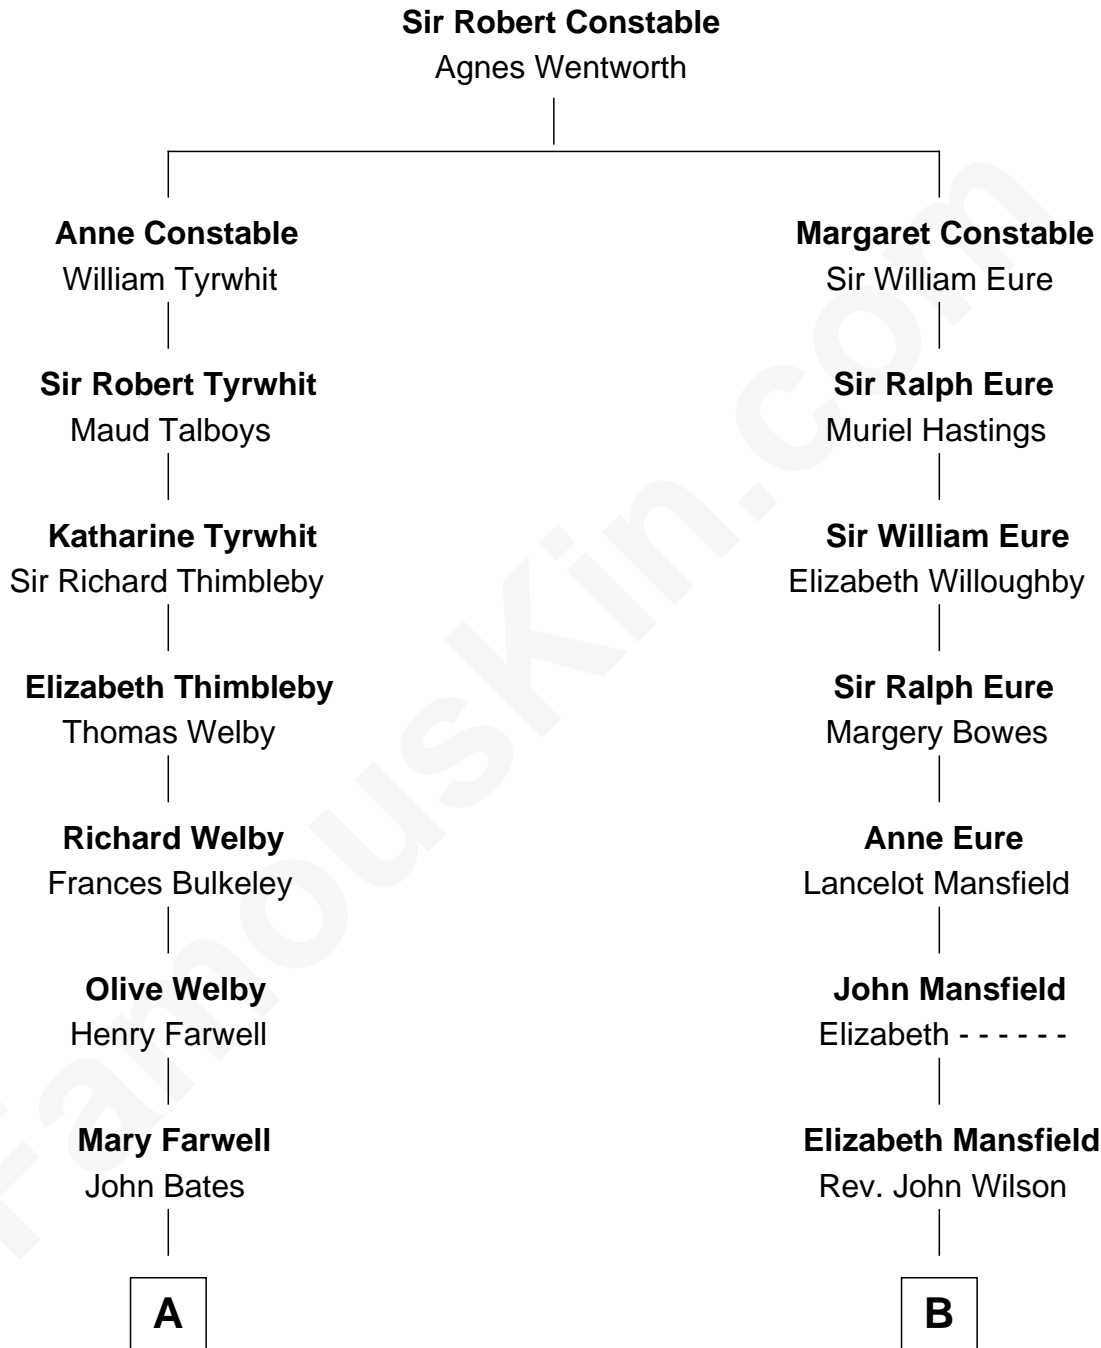 Sir Robert Constable
Agnes Wentworth
Anne Constable
William Tyrwhit
Sir Robert Tyrwhit
Maud Talboys
Katharine Tyrwhit
Sir Richard Thimbleby
Elizabeth Thimbleby
Thomas Welby
Richard Welby
Frances Bulkeley
Olive Welby
Henry Farwell
Mary Farwell
John Bates
A
Margaret Constable
Sir William Eure
Sir Ralph Eure
Muriel Hastings
Sir William Eure
Elizabeth Willoughby
Sir Ralph Eure
Margery Bowes
Anne Eure
Lancelot Mansfield
John Mansfield
Elizabeth - - - - - -
Elizabeth Mansfield
Rev. John Wilson
B
FamousKin.com